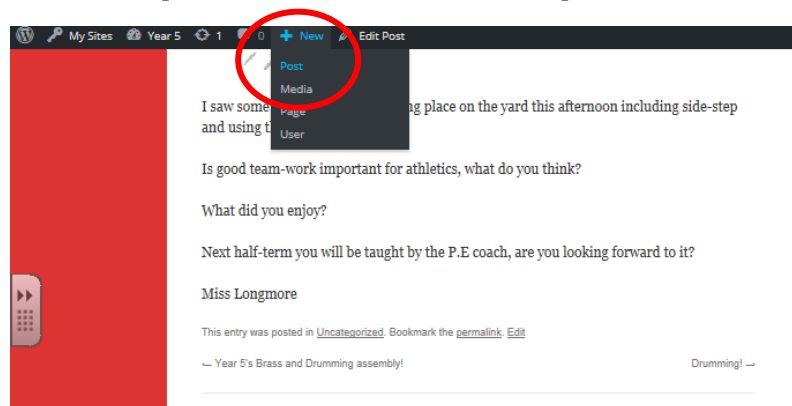 My Sites Year 5 1 0 New Edit Post
Post
Media
Page
User
I saw some ng place on the yard this afternoon including side-step
and using t
Is good team-work important for athletics, what do you think?
What did you enjoy?
Next half-term you will be taught by the P.E coach, are you looking forward to it?
Miss Longmore
This entry was posted in Uncategorized. Bookmark the permalink. Edit
← Year 5's Brass and Drumming assembly! Drumming! →